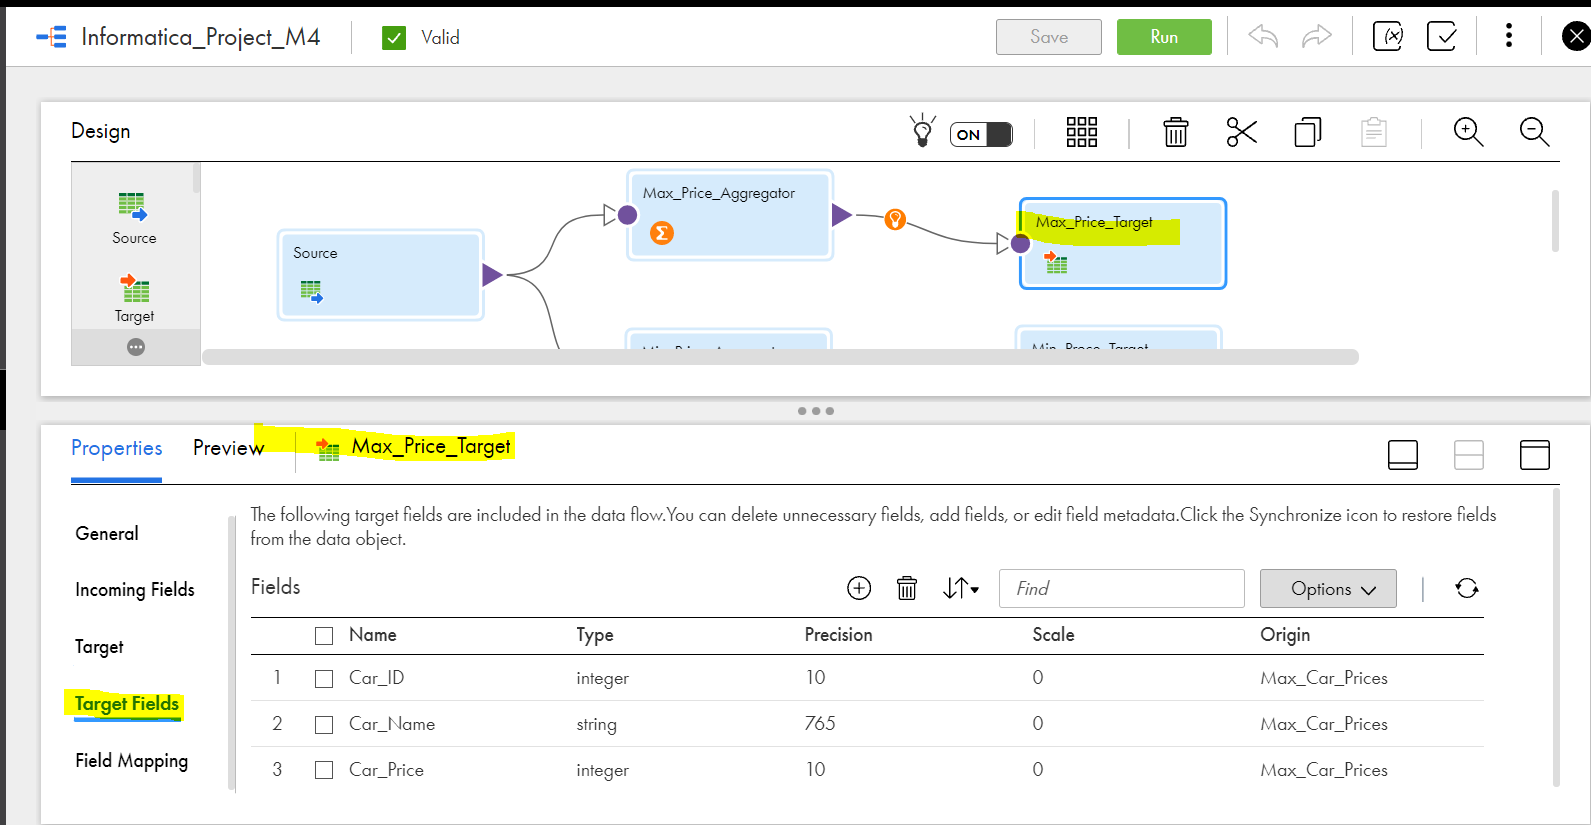 Informatica_Project_M4
Valid
Save
Run
Design
ON
Source
Target
Source
Max_Price_Aggregator
Max_Price_Target
Min_Proce_Target
Properties
Preview
Max_Price_Target
General
Incoming Fields
Target
Target Fields
Field Mapping
The following target fields are included in the data flow.You can delete unnecessary fields, add fields, or edit field metadata.Click the Synchronize icon to restore fields
from the data object.
Fields
Find
Options
Name Type Precision Scale Origin
1 Car_ID integer 10 0 Max_Car_Prices
2 Car_Name string 765 0 Max_Car_Prices
3 Car_Price integer 10 0 Max_Car_Prices